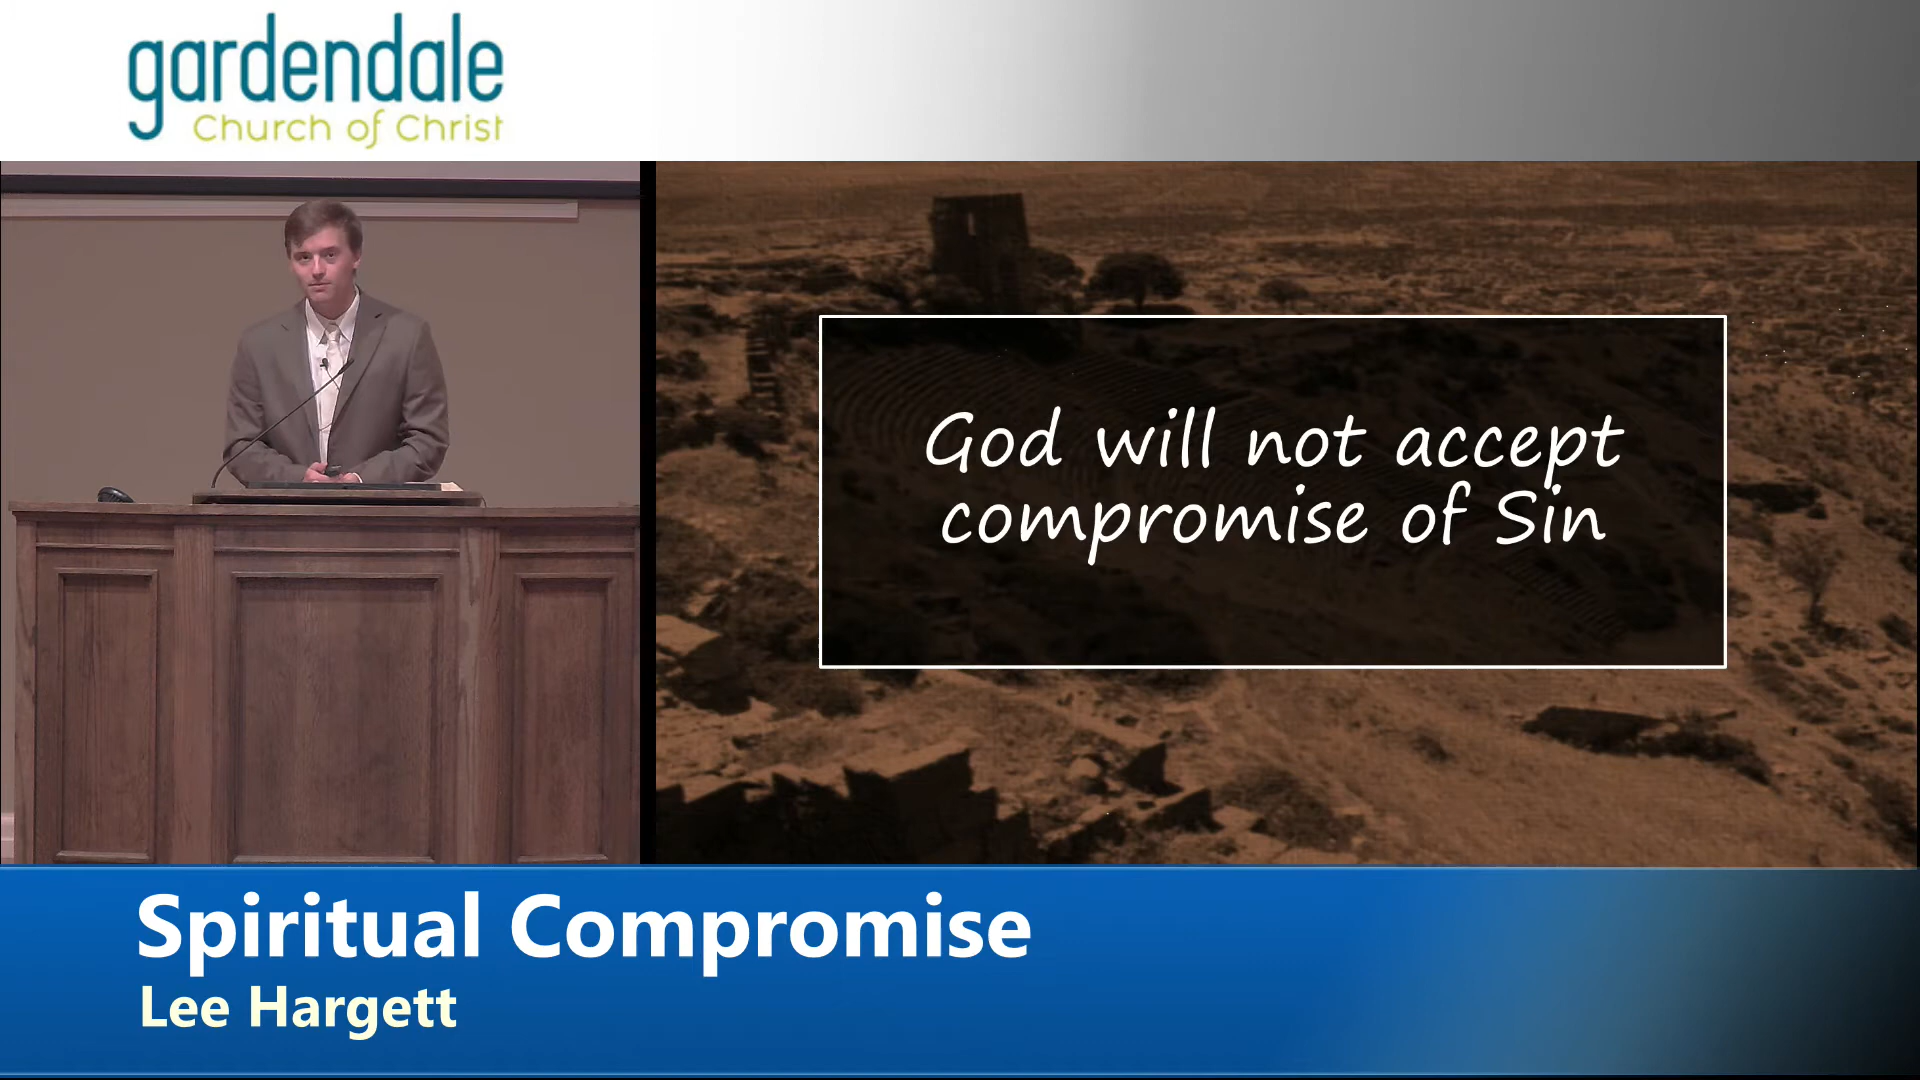 gardendale
Church of Christ
God will not accept
compromise of Sin
Spiritual Compromise
Lee Hargett